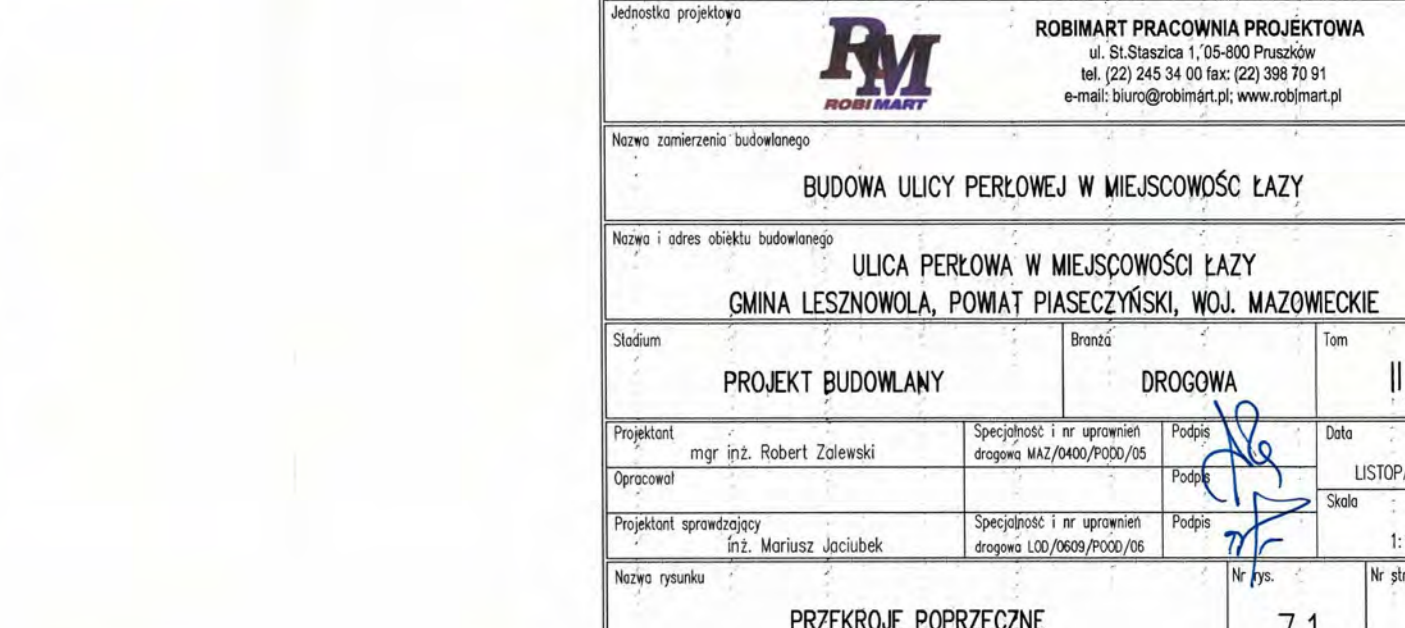 Jednostka projektowa
RM
ROBIMART
ROBIMART PRACOWNIA PROJEKTOWA
ul. St.Staszica 1, 05-800 Pruszków
tel. (22) 245 34 00 fax: (22) 398 70 91
e-mail: biuro@robimart.pl; www.robimart.pl
Nazwa zamierzenia budowlanego
BUDOWA ULICY PERŁOWEJ W MIEJSCOWOŚC ŁAZY
Nazwa i adres obiektu budowlanego
ULICA PERŁOWA W MIEJSCOWOŚCI ŁAZY
GMINA LESZNOWOLA, POWIAT PIASECZYŃSKI, WOJ. MAZOWIECKIE
Stadium
PROJEKT BUDOWLANY
Branża
DROGOWA
Tom
II
Projektant
mgr inż. Robert Zalewski
Specjalność i nr uprawnień
drogowa MAZ/0400/POOD/05
Podpis
Data
LISTOPA
Opracował
Podpis
Skala
1:
Projektant sprawdzający
inż. Mariusz Jaciubek
Specjalność i nr uprawnień
drogowa LOD/0609/POOD/06
Podpis
Nazwa rysunku
PRZEKROJE POPRZECZNE
Nr rys.
7.1
Nr str